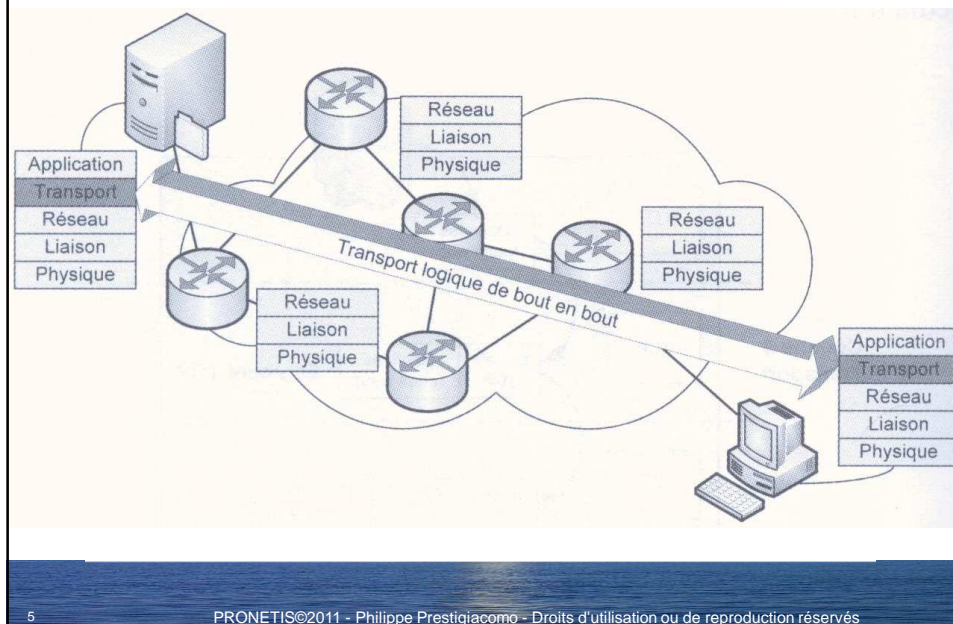 Réseau
Liaison
Physique
Application
Transport
Réseau
Liaison
Physique
Réseau
Liaison
Physique
Transport logique de bout en bout
Réseau
Liaison
Physique
Application
Transport
Réseau
Liaison
Physique
5
PRONETIS©2011 - Philippe Prestigiacomo - Droits d'utilisation ou de reproduction réservés